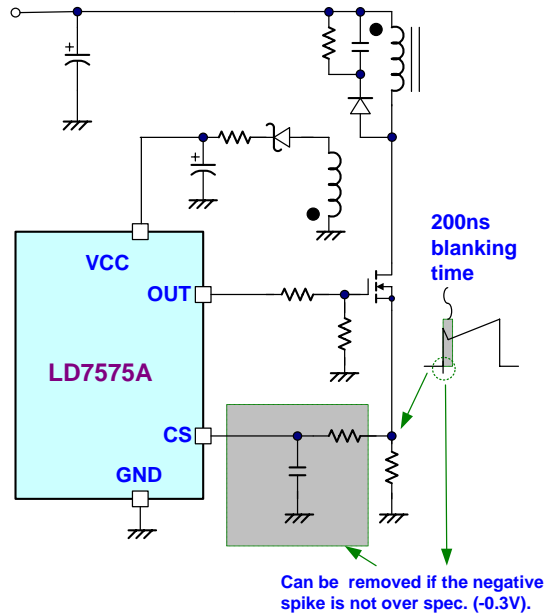 +
+
200ns
blanking
time
VCC
OUT
LD7575A
CS
GND
Can be removed if the negative
spike is not over spec. (-0.3V).